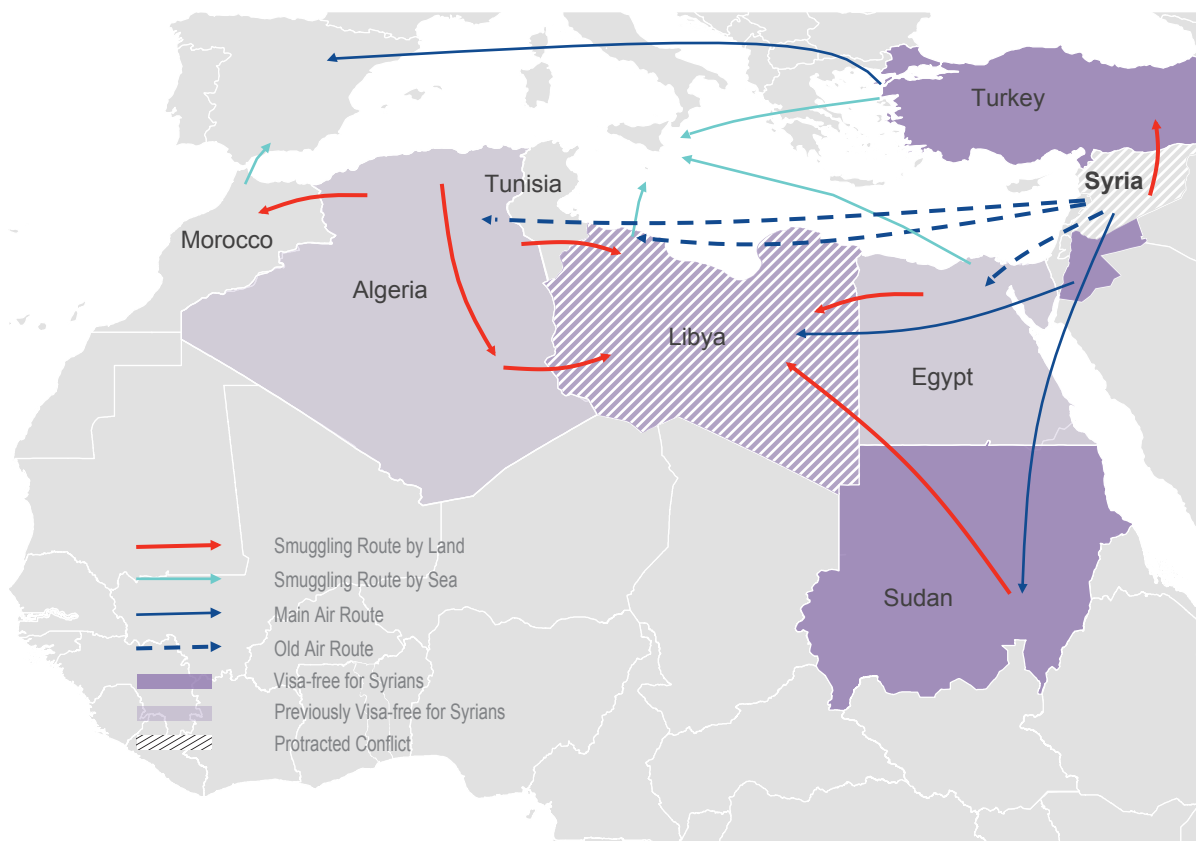 Turkey
Syria
Tunisia
Morocco
Algeria
Libya
Egypt
Sudan
Smuggling Route by Land
Smuggling Route by Sea
Main Air Route
Old Air Route
Visa-free for Syrians
Previously Visa-free for Syrians
Protracted Conflict